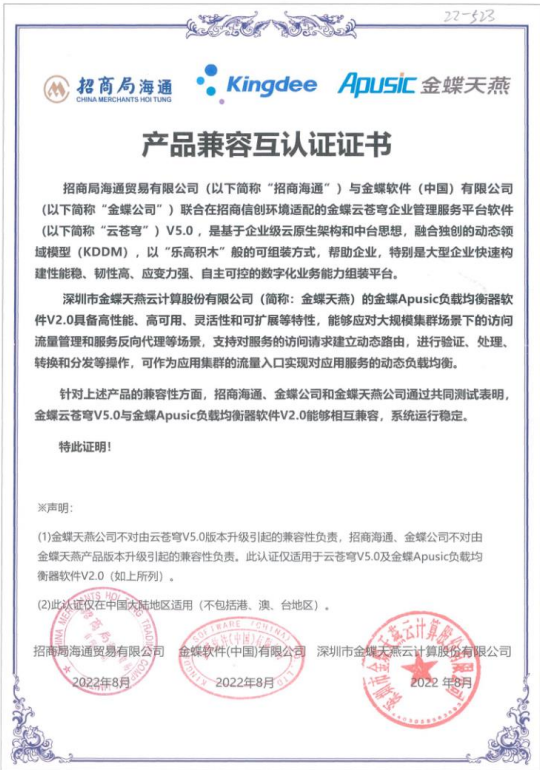 22-523
招商局海通
CHINA MERCHANTS HOI TUNG
Kingdee
Apusic 金蝶天燕
产品兼容互认证证书
招商局海通贸易有限公司（以下简称“招商海通”）与金蝶软件（中国）有限公司
（以下简称“金蝶公司”）联合在招商信创环境适配的金蝶云苍穹企业管理服务平台软件
（以下简称“云苍穹”）V5.0 ，是基于企业级云原生架构和中台思想，融合独创的动态领
域模型（KDDM），以“乐高积木”般的可组装方式，帮助企业，特别是大型企业快速构
建性能稳、韧性高、应变力强、自主可控的数字化业务能力组装平台。
深圳市金蝶天燕云计算股份有限公司（简称：金蝶天燕）的金蝶Apusic负载均衡器软
件V2.0具备高性能、高可用、灵活性和可扩展等特性，能够应对大规模集群场景下的访问
流量管理和服务反向代理等场景，支持对服务的访问请求建立动态路由，进行验证、处理、
转换和分发等操作，可作为应用集群的流量入口实现对应用服务的动态负载均衡。
针对上述产品的兼容性方面，招商海通、金蝶公司和金蝶天燕公司通过共同测试表明，
金蝶云苍穹V5.0与金蝶Apusic负载均衡器软件V2.0能够相互兼容，系统运行稳定。
特此证明！
※声明：
(1)金蝶天燕公司不对由云苍穹V5.0版本升级引起的兼容性负责，招商海通、金蝶公司不对由
金蝶天燕产品版本升级引起的兼容性负责。此认证仅适用于云苍穹V5.0及金蝶Apusic负载均
衡器软件V2.0（如上所列）。
(2)此认证仅在中国大陆地区适用（不包括港、澳、台地区）。
招商局海通贸易有限公司 金蝶软件(中国)有限公司 深圳市金蝶天燕云计算股份有限公司
2022年8月 2022年8月 2022 年8月